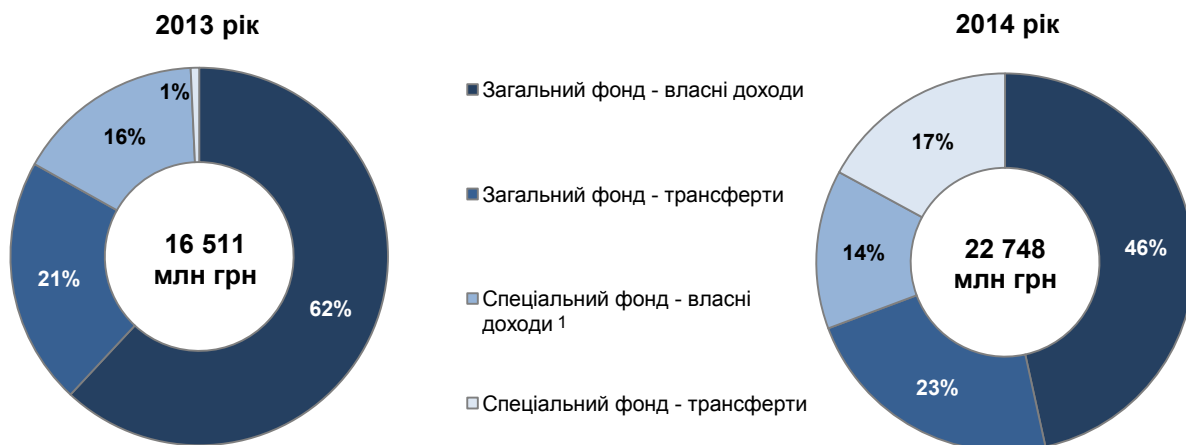 2013 рік
1%
16%
21%
62%
16 511
млн грн
Загальний фонд - власні доходи
Загальний фонд - трансферти
Спеціальний фонд - власні
доходи 1
Спеціальний фонд - трансферти
2014 рік
17%
14%
23%
46%
22 748
млн грн